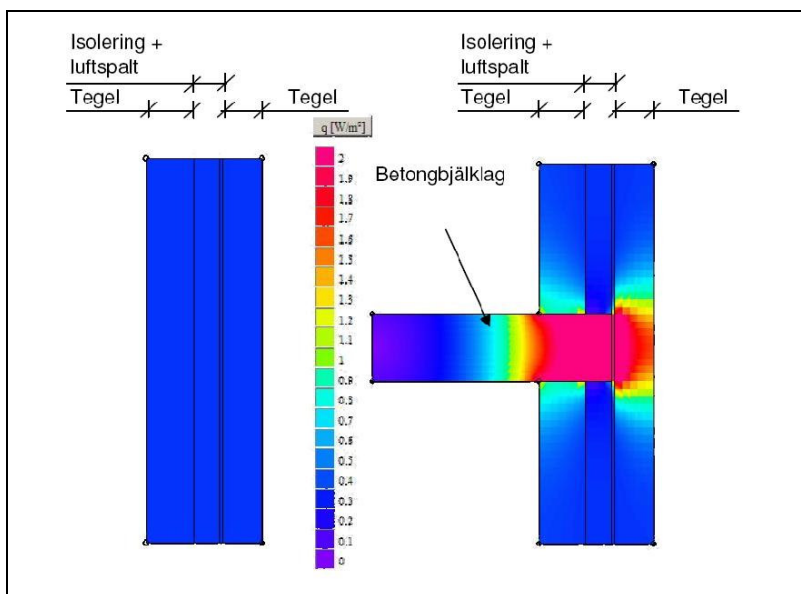 Isolering +
luftspalt
Tegel
Tegel
Isolering +
luftspalt
Tegel
Tegel
q [W/m²]
2
1.9
1.8
1.7
1.6
1.5
1.4
1.3
1.2
1.1
1
0.9
0.8
0.7
0.6
0.5
0.4
0.3
0.2
0.1
0
Betongbjälklag